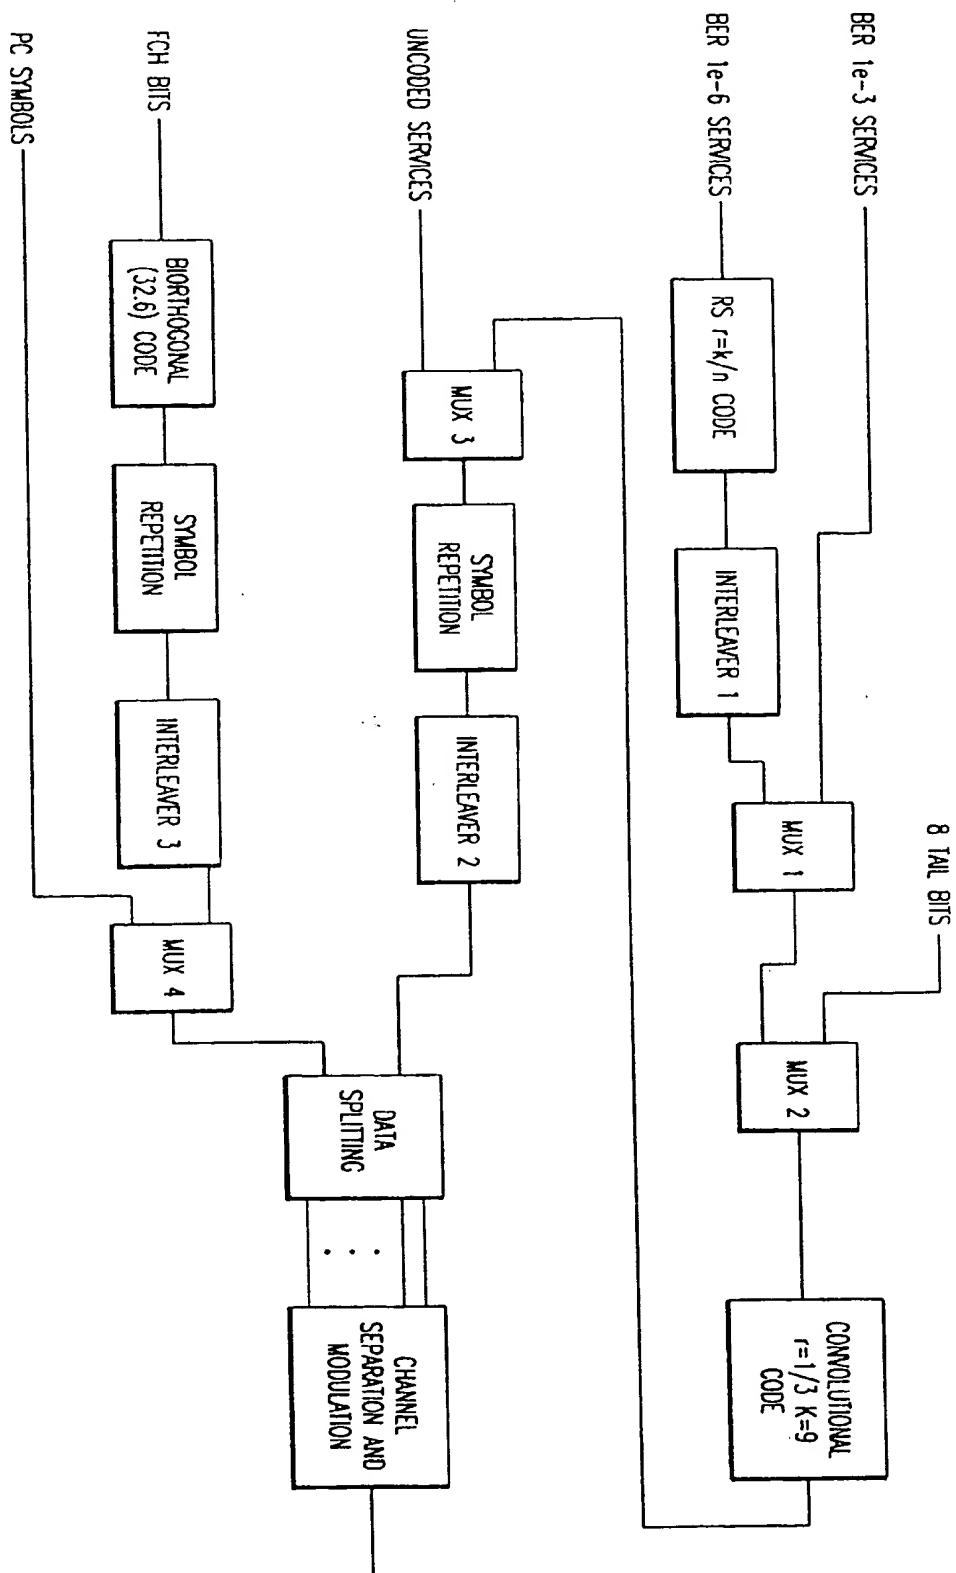 BER 1e-3 SERVICES
8 TAIL BITS
BER 1e-6 SERVICES
RS r=k/n CODE
INTERLEAVER 1
MUX 1
MUX 2
CONVOLUTIONAL
r=1/3 K=9
CODE
UNCODED SERVICES
MUX 3
SYMBOL
REPETITION
INTERLEAVER 2
DATA
SPLITTING
. . .
CHANNEL
SEPARATION AND
MODULATION
FCH BITS
BIORTHOGONAL
(32.6) CODE
SYMBOL
REPETITION
INTERLEAVER 3
MUX 4
PC SYMBOLS